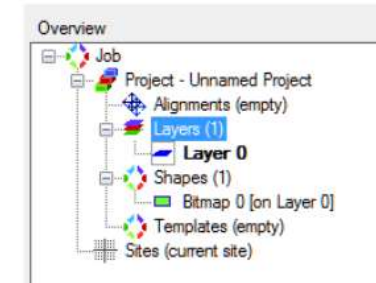 Overview
Job
Project - Unnamed Project
Alignments (empty)
Layers (1)
Layer 0
Shapes (1)
Bitmap 0 [on Layer 0]
Templates (empty)
Sites (current site)